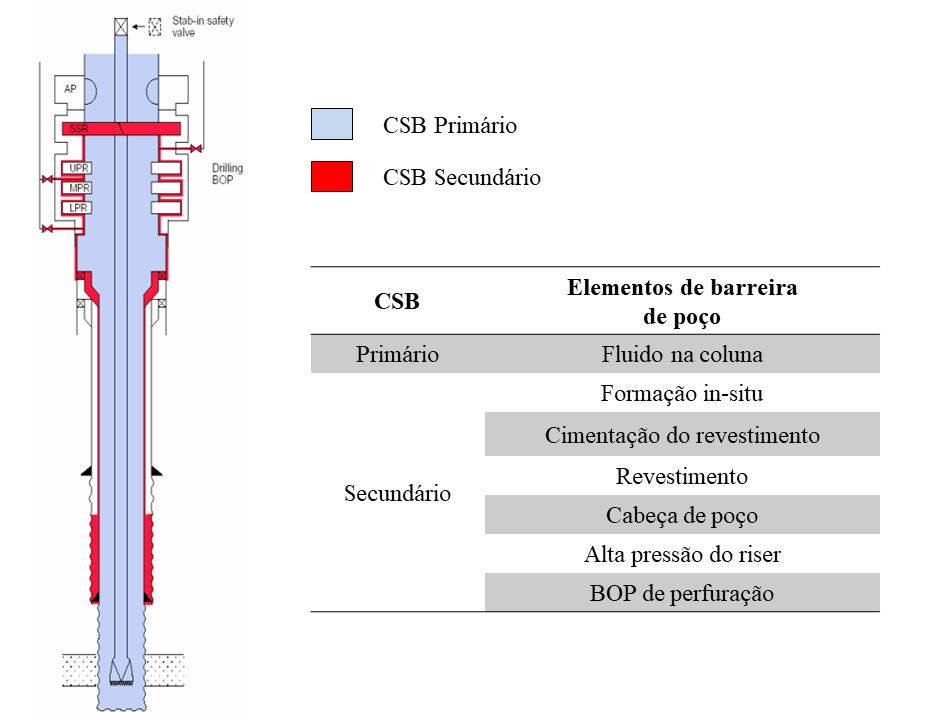 Stab-in safety
valve
AP
SSR
UPR
MPR
LPR
Drilling
BOP
CSB Primário
CSB Secundário
CSB
Elementos de barreira
de poço
Primário
Fluido na coluna
Secundário
Formação in-situ
Cimentação do revestimento
Revestimento
Cabeça de poço
Alta pressão do riser
BOP de perfuração